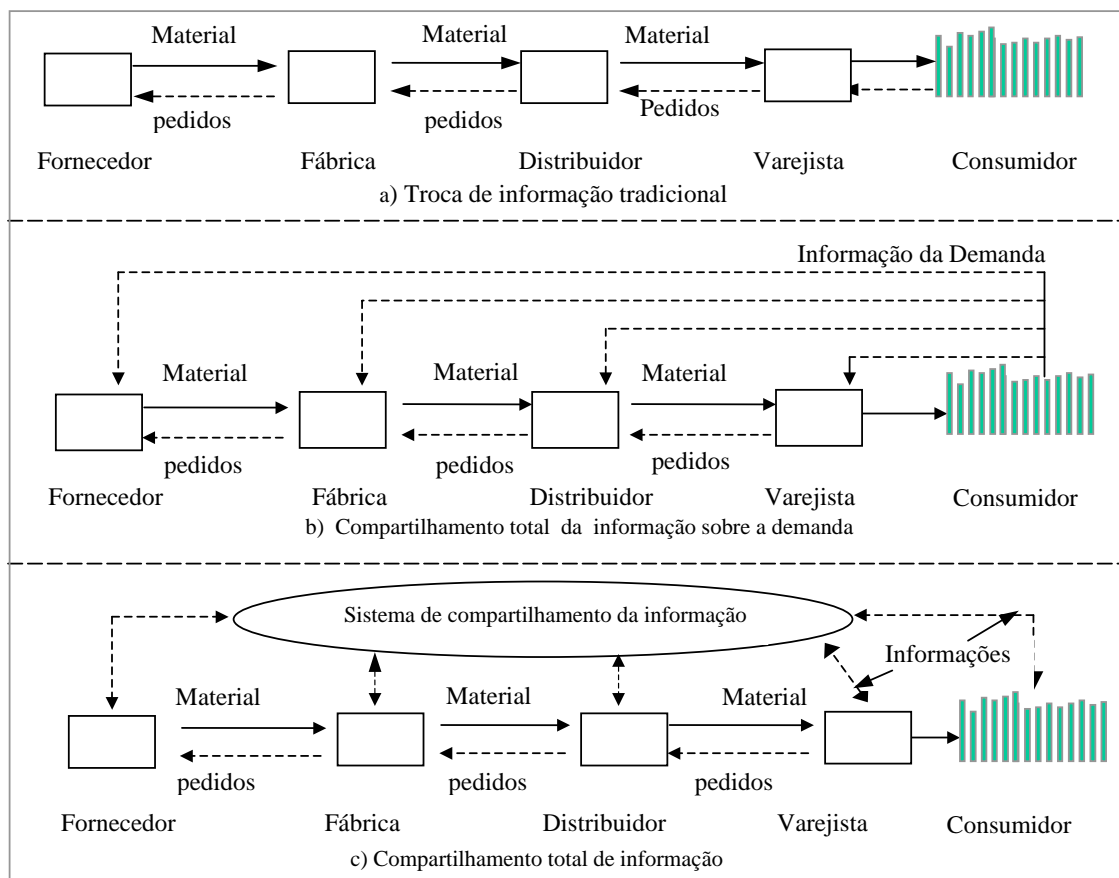 Material Material Material
pedidos pedidos Pedidos
Fornecedor Fábrica Distribuidor Varejista Consumidor
a) Troca de informação tradicional
Informação da Demanda
Material Material Material
pedidos pedidos pedidos
Fornecedor Fábrica Distribuidor Varejista Consumidor
b) Compartilhamento total da informação sobre a demanda
Sistema de compartilhamento da informação
Informações
Material Material Material
pedidos pedidos pedidos
Fornecedor Fábrica Distribuidor Varejista Consumidor
c) Compartilhamento total de informação